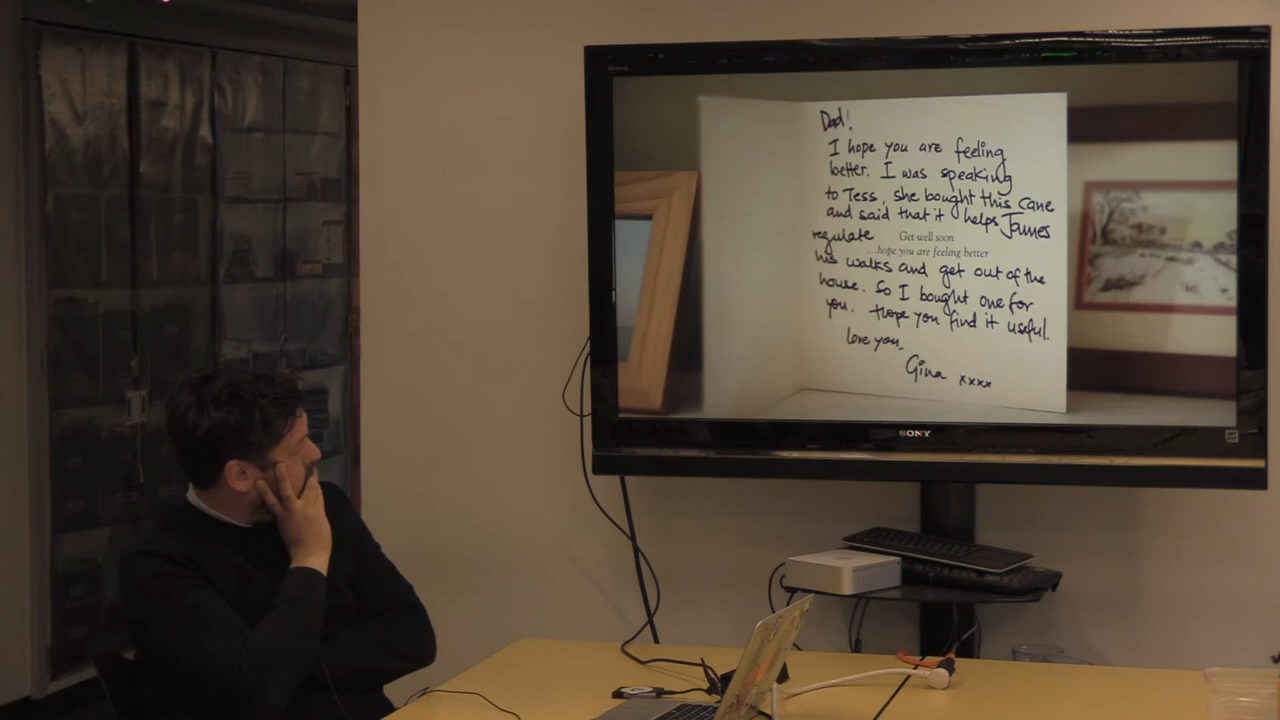 Dad!
I hope you are feeling
better. I was speaking
to Tess, she bought this cane
and said that it helps James
regulate
Get well soon
...hope you are feeling better
his walks and get out of the
house. So I bought one for
you. Hope you find it useful.
love you,
Gina xxxx
SONY